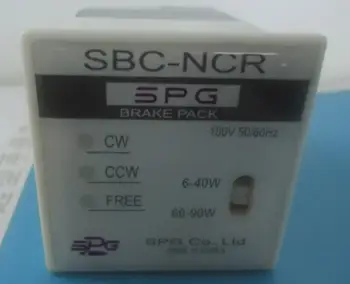 SBC-NCR
SPG
BRAKE PACK
100V 50/60Hz
CW
CCW
6-40W
FREE
60-90W
SPG
SPG Co., Ltd